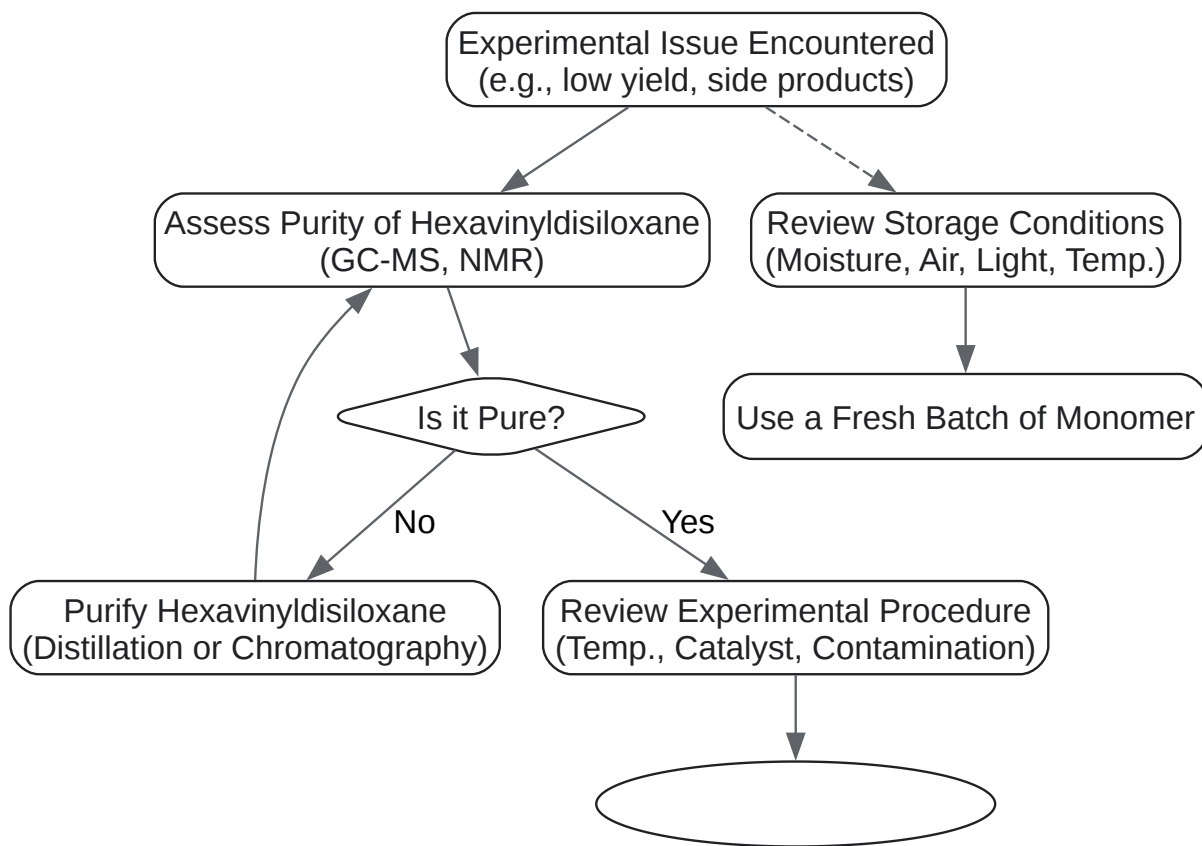 Experimental Issue Encountered
(e.g., low yield, side products)
Assess Purity of Hexavinyldisiloxane
(GC-MS, NMR)
Review Storage Conditions
(Moisture, Air, Light, Temp.)
Is it Pure?
Use a Fresh Batch of Monomer
No
Yes
Purify Hexavinyldisiloxane
(Distillation or Chromatography)
Review Experimental Procedure
(Temp., Catalyst, Contamination)